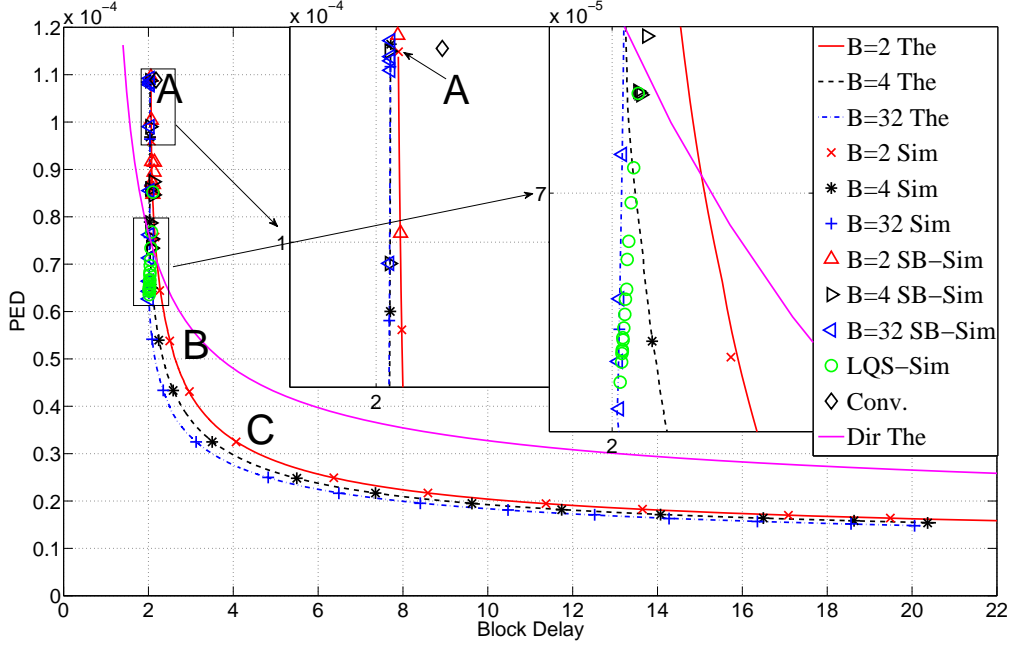 x 10⁻⁴
x 10⁻⁴
x 10⁻⁵
1.2
1.1
1
0.9
0.8
0.7
0.6
0.5
0.4
0.3
0.2
0.1
0
PED
A
B
C
1
A
2
7
2
B=2 The
B=4 The
B=32 The
B=2 Sim
B=4 Sim
B=32 Sim
B=2 SB−Sim
B=4 SB−Sim
B=32 SB−Sim
LQS−Sim
Conv.
Dir The
0 2 4 6 8 10 12 14 16 18 20 22
Block Delay